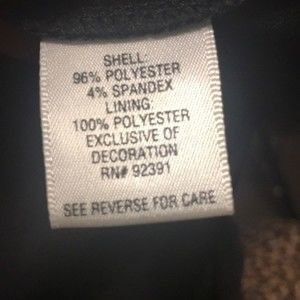 SHELL:
96% POLYESTER
4% SPANDEX
LINING:
100% POLYESTER
EXCLUSIVE OF
DECORATION
RN# 92391
SEE REVERSE FOR CARE